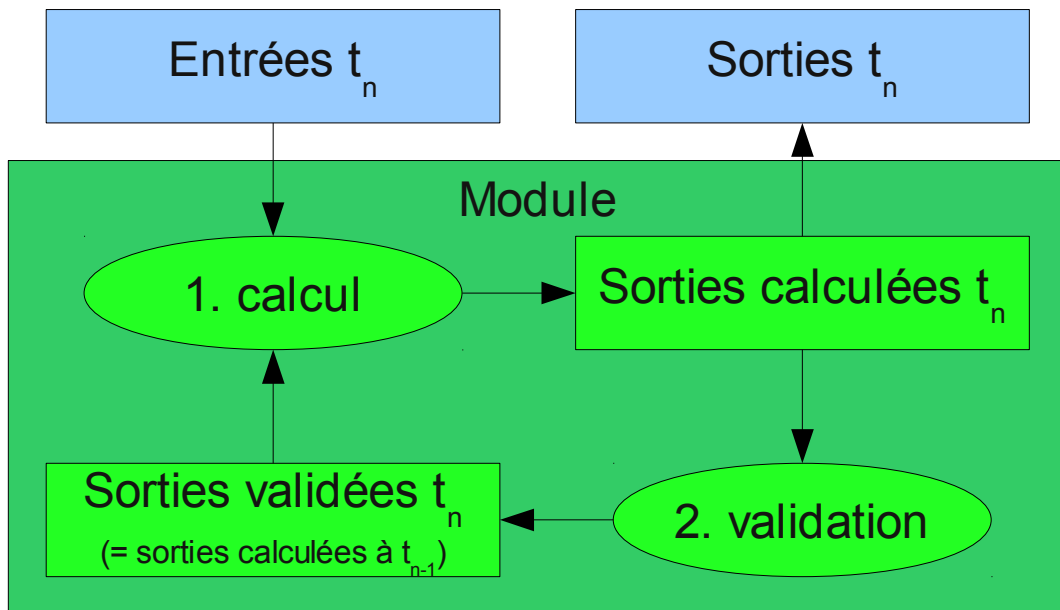 Entrées tn
Sorties tn
Module
1. calcul
Sorties calculées tn
Sorties validées tn
(= sorties calculées à tn-1)
2. validation